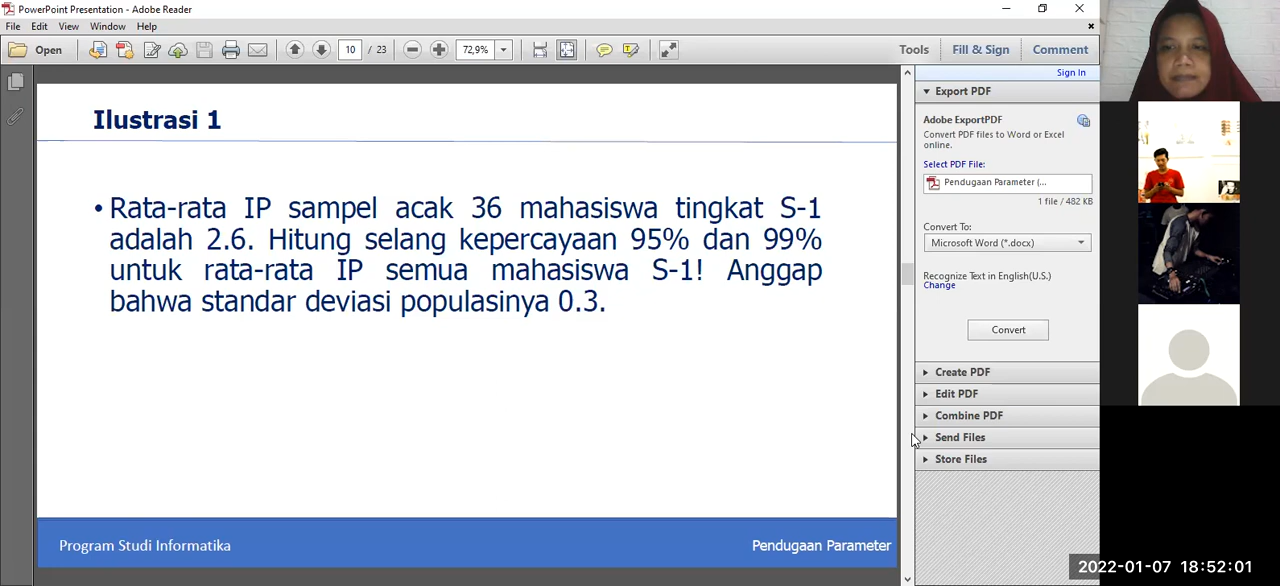 PowerPoint Presentation - Adobe Reader
File Edit View Window Help
Open 10 / 23 72,9% Tools Fill & Sign Comment
Sign In
Ilustrasi 1
• Rata-rata IP sampel acak 36 mahasiswa tingkat S-1
adalah 2.6. Hitung selang kepercayaan 95% dan 99%
untuk rata-rata IP semua mahasiswa S-1! Anggap
bahwa standar deviasi populasinya 0.3.
Program Studi Informatika
Pendugaan Parameter
Export PDF
Adobe ExportPDF
Convert PDF files to Word or Excel
online.
Select PDF File:
Pendugaan Parameter (...
1 file / 482 KB
Convert To:
Microsoft Word (*.docx)
Recognize Text in English(U.S.)
Change
Convert
Create PDF
Edit PDF
Combine PDF
Send Files
Store Files
2022-01-07 18:52:01